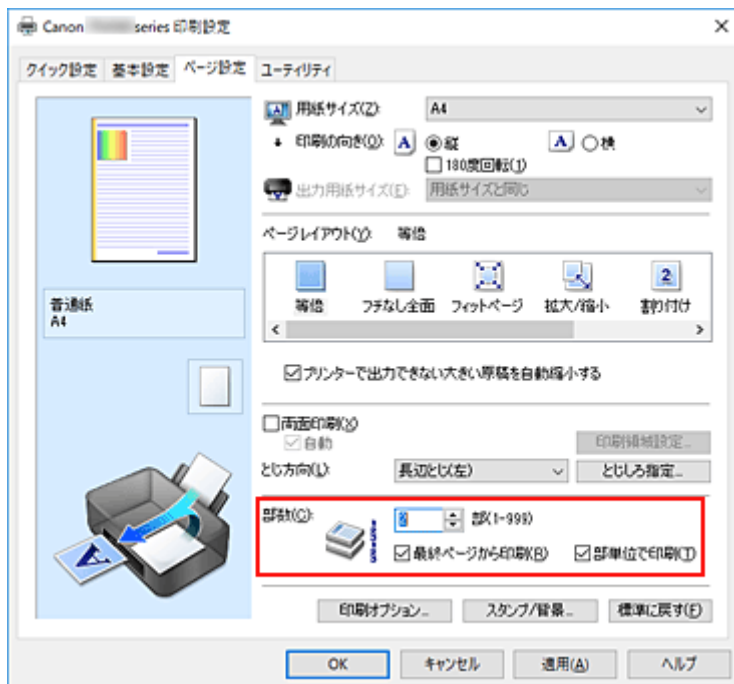 Canon series 印刷設定
クイック設定 基本設定 ページ設定 ユーティリティ
用紙サイズ(Z): A4
印刷の向き(O): A 縦 A 横
180度回転(1)
出力用紙サイズ(E): 用紙サイズと同じ
ページレイアウト(Y): 等倍
等倍 フチなし全面 フィットページ 拡大/縮小 割り付け
普通紙
A4
プリンターで出力できない大きい原稿を自動縮小する
両面印刷(X)
自動
印刷領域設定...
とじ方向(L): 長辺とじ(左) とじしろ指定...
部数(C): 部(1-999)
最終ページから印刷(R) 部単位で印刷(T)
印刷オプション... スタンプ/背景... 標準に戻す(F)
OK キャンセル 適用(A) ヘルプ